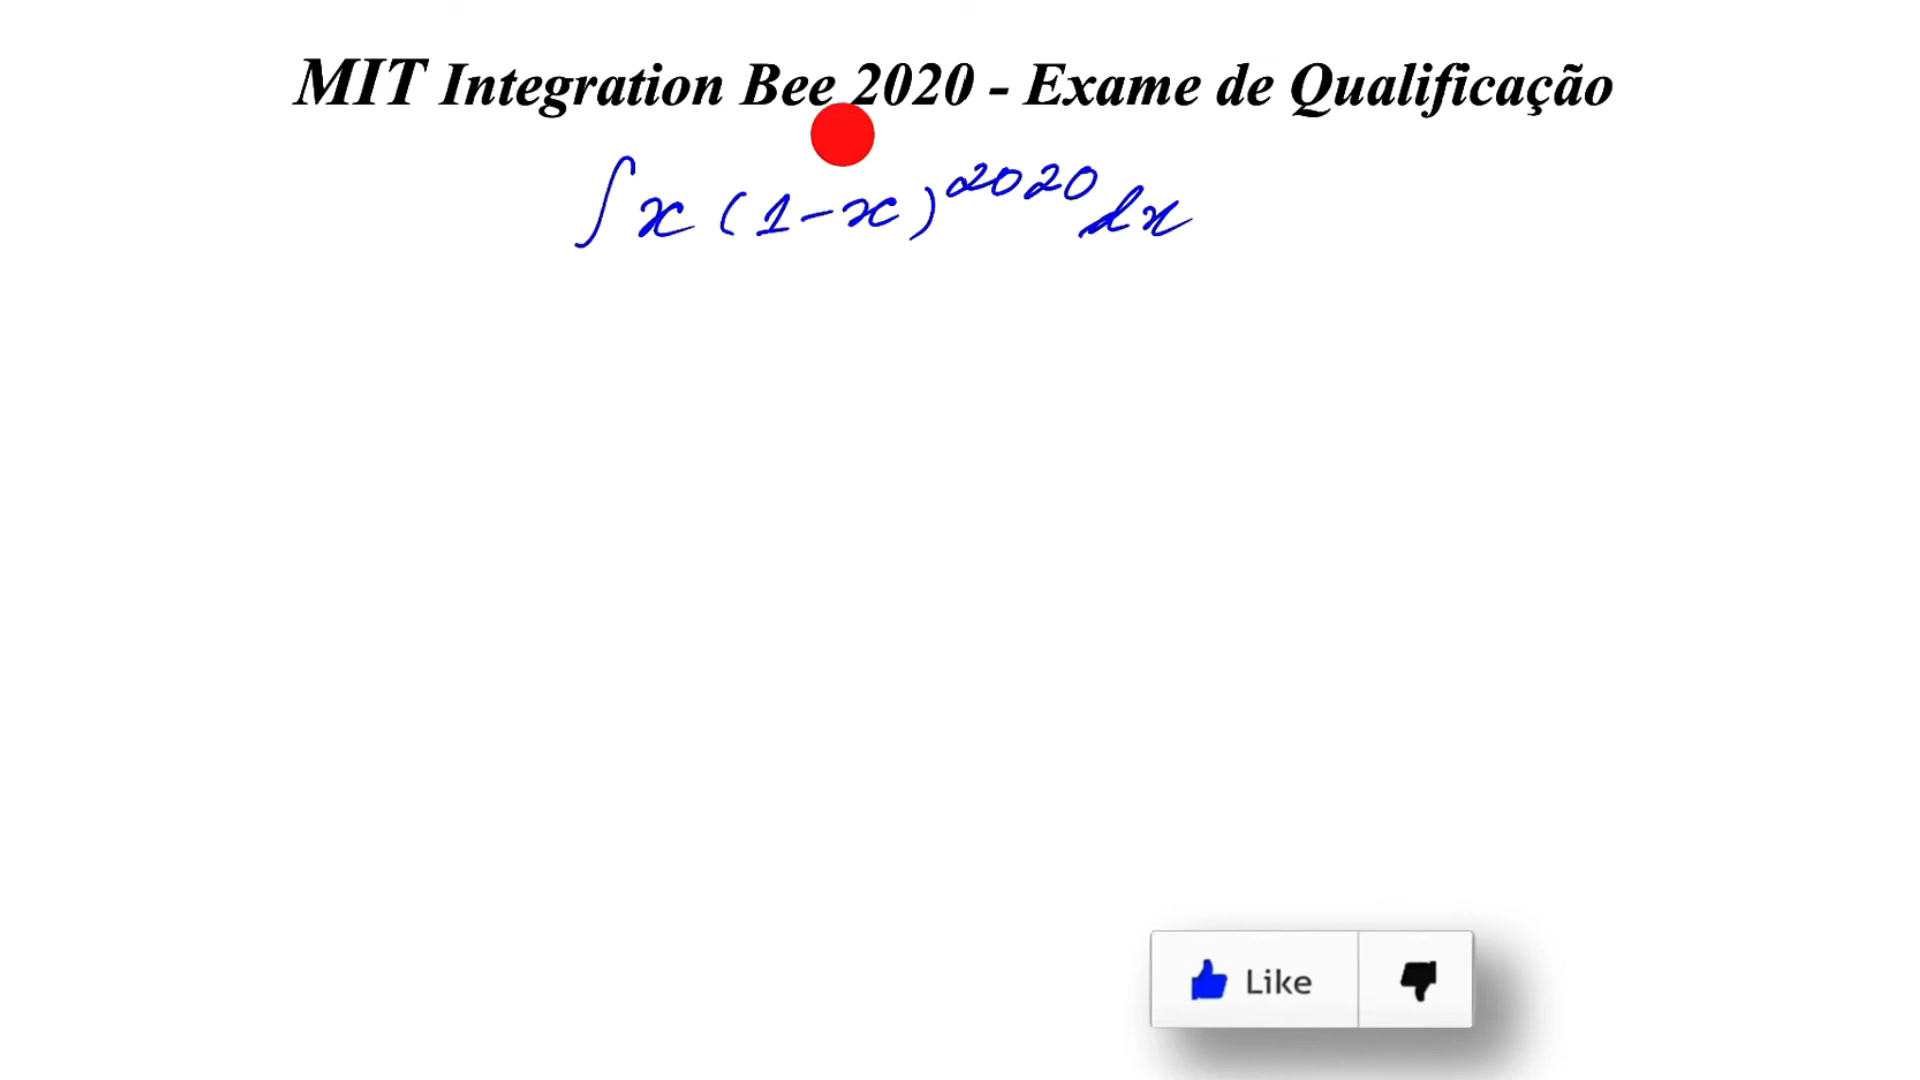 MIT Integration Bee 2020 - Exame de Qualificação
∫ x (1-x)^2020 dx
Like